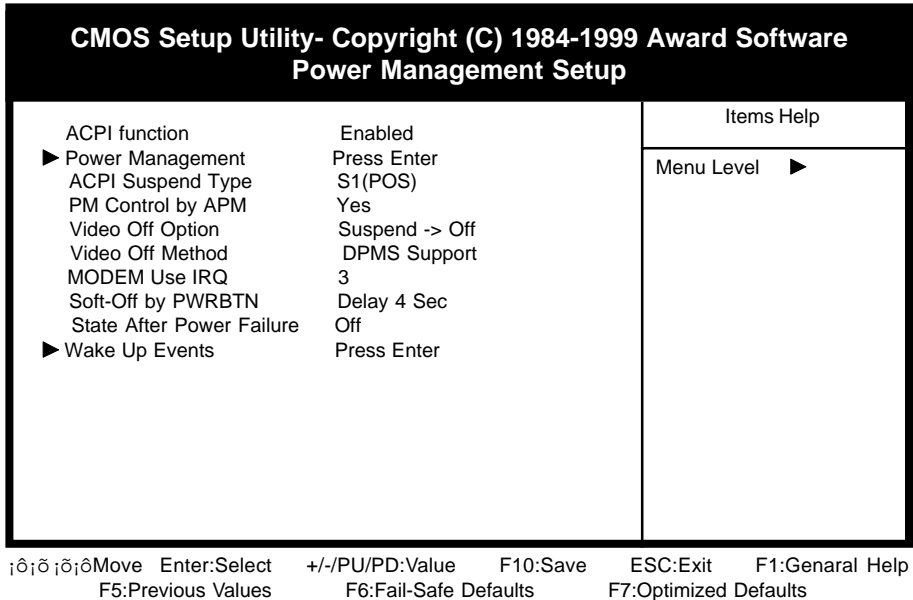 CMOS Setup Utility- Copyright (C) 1984-1999 Award Software
Power Management Setup
ACPI function Enabled
▶ Power Management Press Enter
ACPI Suspend Type S1(POS)
PM Control by APM Yes
Video Off Option Suspend -> Off
Video Off Method DPMS Support
MODEM Use IRQ 3
Soft-Off by PWRBTN Delay 4 Sec
State After Power Failure Off
▶ Wake Up Events Press Enter
Items Help
Menu Level ▶
¡ô¡õ¡õ¡ôMove Enter:Select +/-/PU/PD:Value F10:Save ESC:Exit F1:Genaral Help
F5:Previous Values F6:Fail-Safe Defaults F7:Optimized Defaults